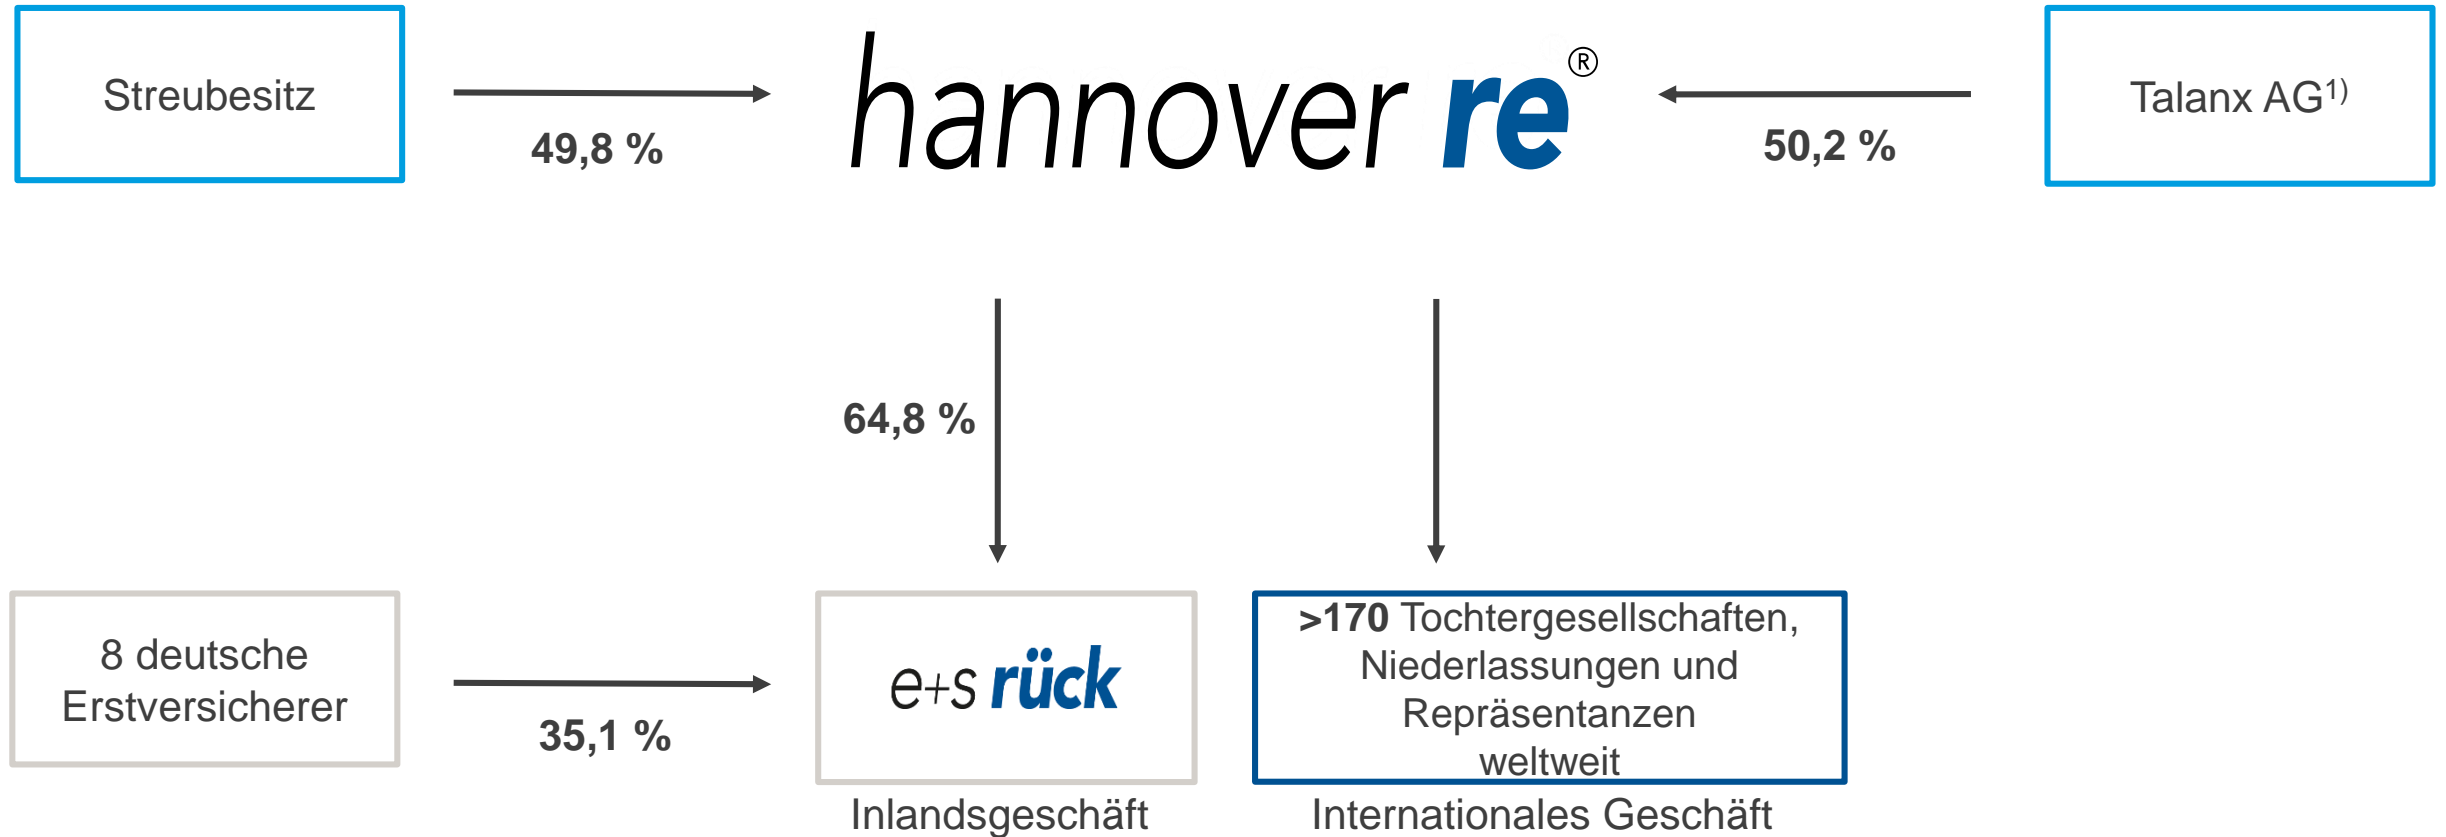 Streubesitz
49,8 %
hannover re®
50,2 %
Talanx AG1)
64,8 %
8 deutsche
Erstversicherer
35,1 %
e+s rück
>170 Tochtergesellschaften,
Niederlassungen und
Repräsentanzen
weltweit
Inlandsgeschäft
Internationales Geschäft